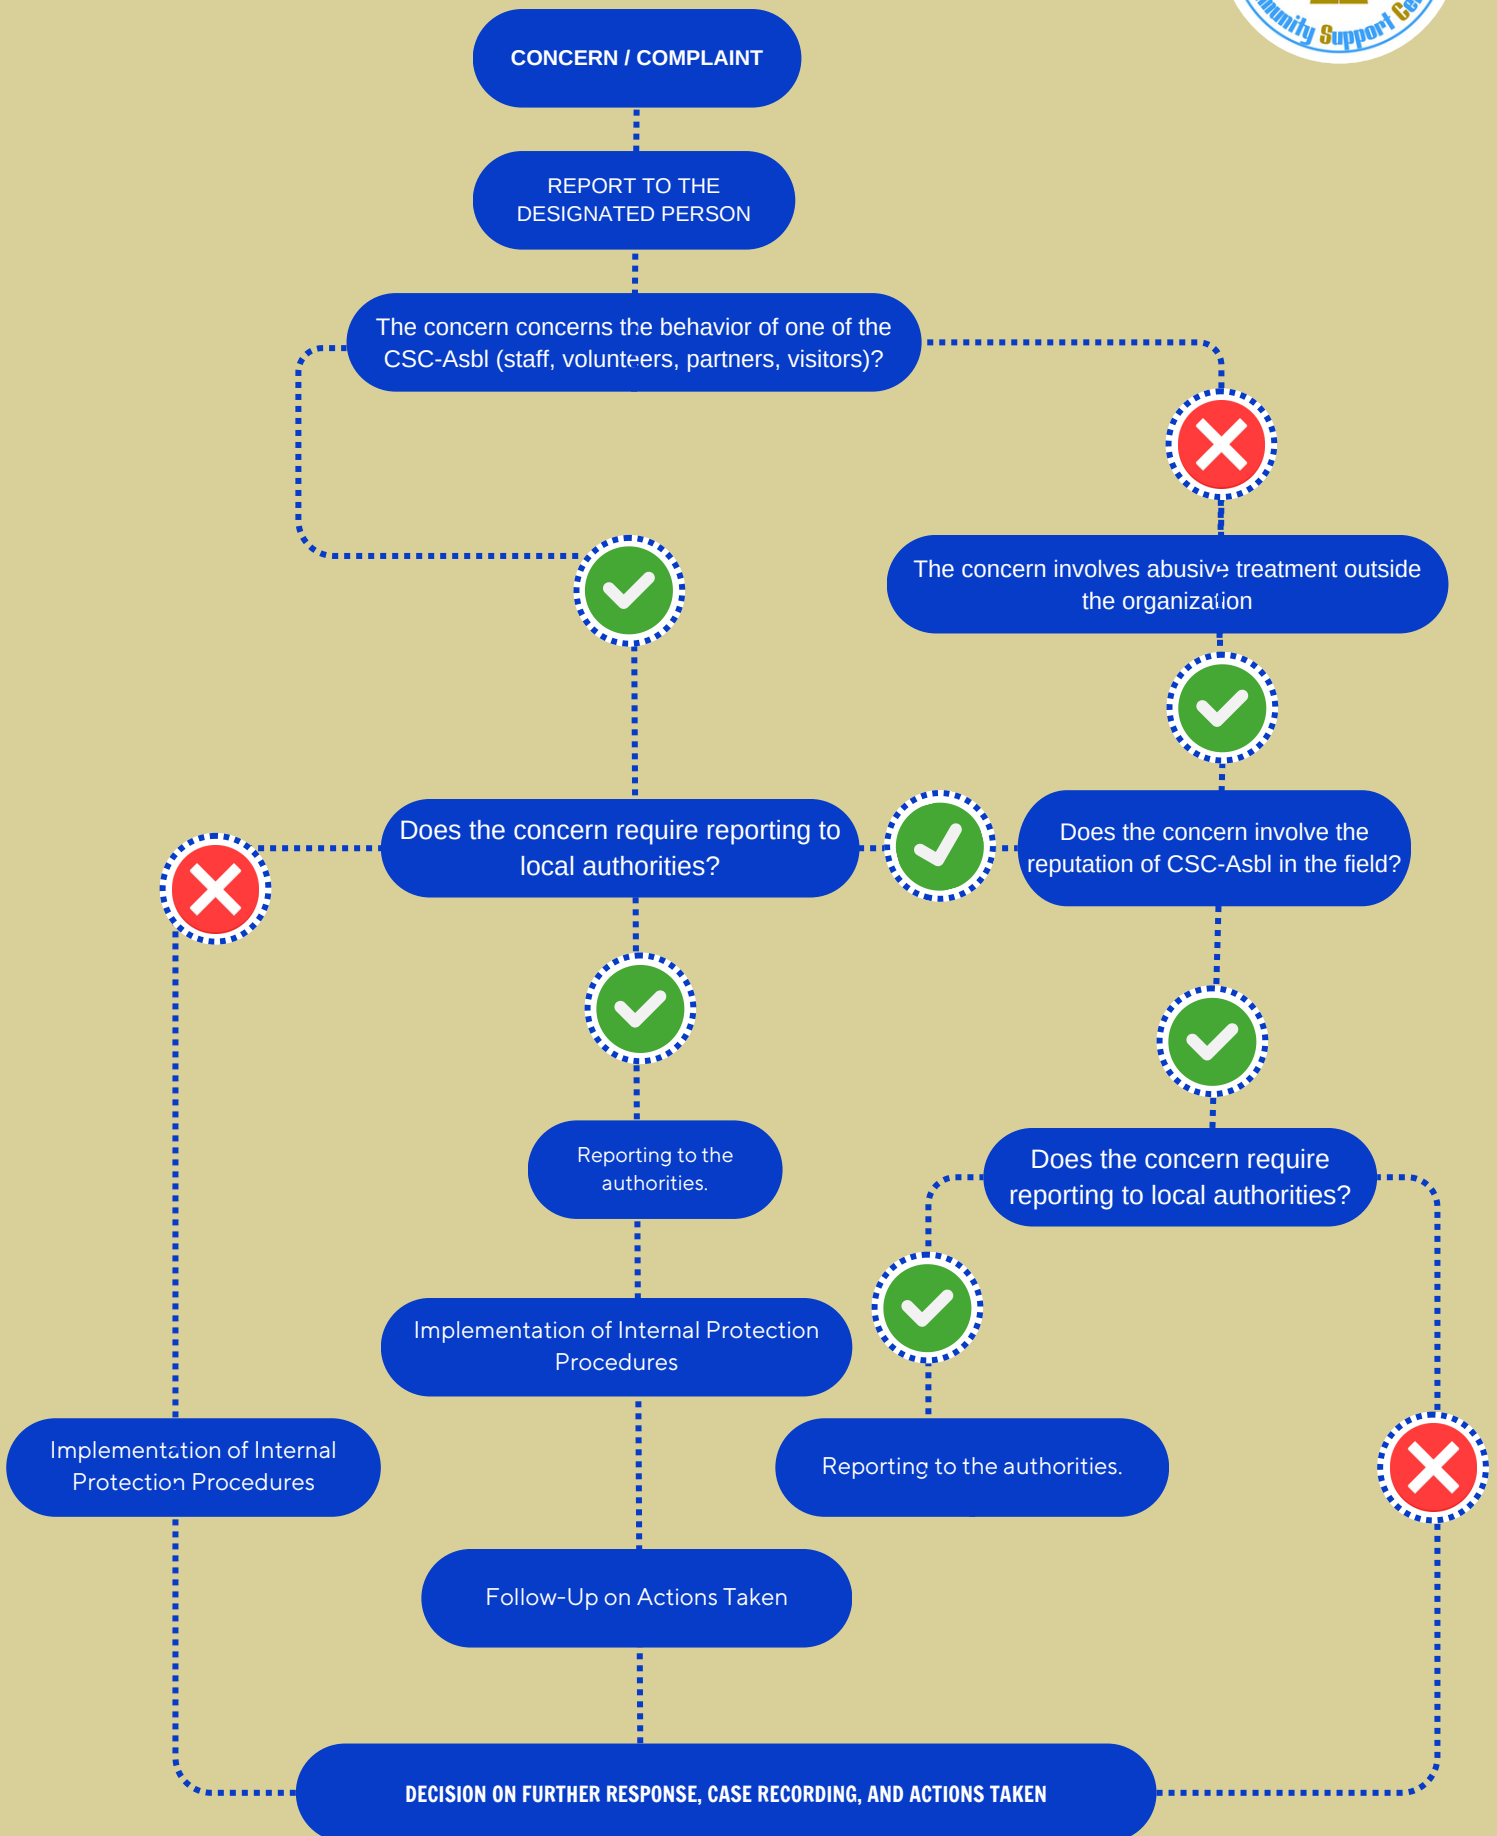 Support
CONCERN / COMPLAINT
REPORT TO THE
DESIGNATED PERSON
The concern concerns the behavior of one of the
CSC-Asbl (staff, volunteers, partners, visitors)?
The concern involves abusive treatment outside
the organization
Does the concern require reporting to
local authorities?
Does the concern involve the
reputation of CSC-Asbl in the field?
Reporting to the
authorities.
Does the concern require
reporting to local authorities?
Implementation of Internal Protection
Procedures
Implementation of Internal
Protection Procedures
Reporting to the authorities.
Follow-Up on Actions Taken
DECISION ON FURTHER RESPONSE, CASE RECORDING, AND ACTIONS TAKEN